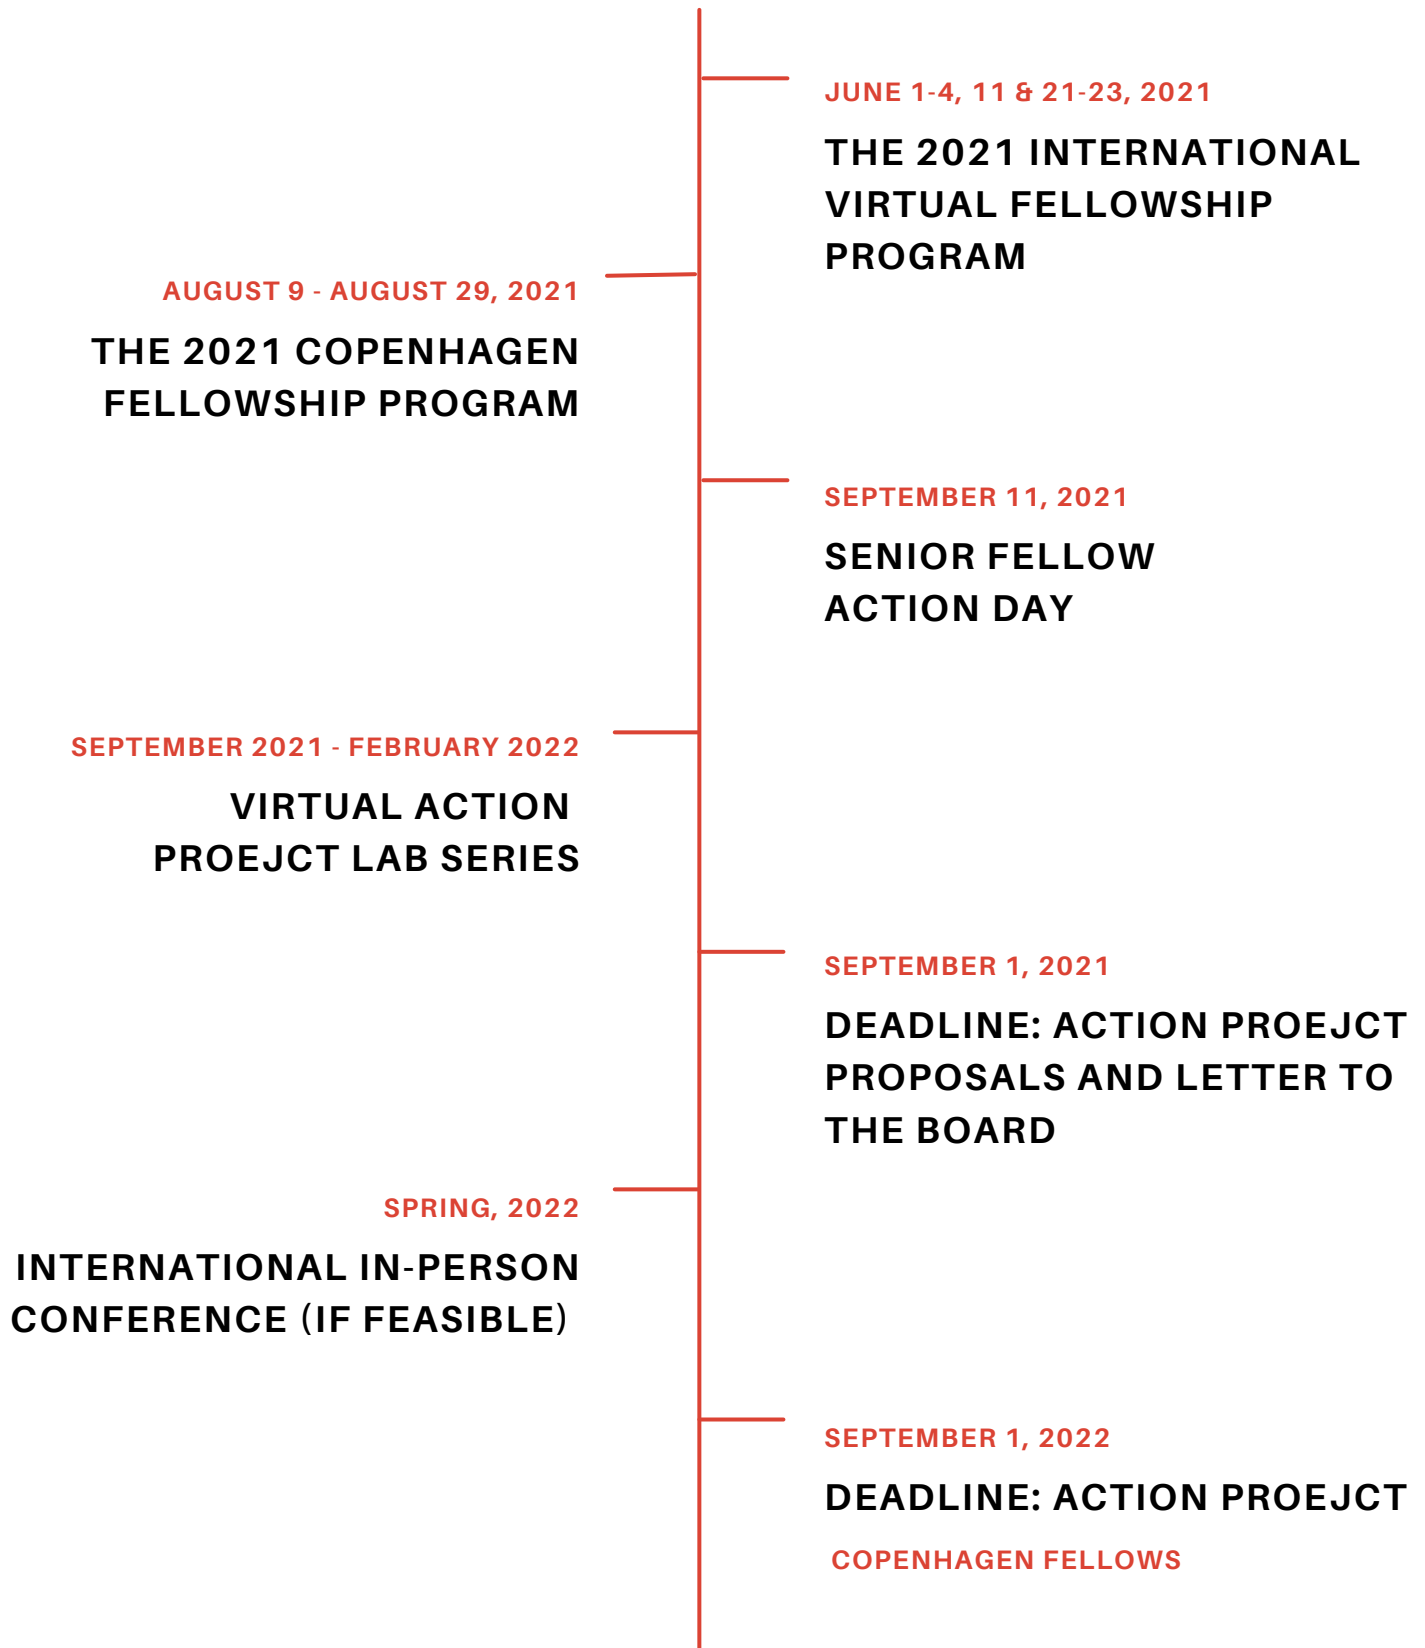 JUNE 1-4, 11 & 21-23, 2021
THE 2021 INTERNATIONAL
VIRTUAL FELLOWSHIP
PROGRAM
AUGUST 9 - AUGUST 29, 2021
THE 2021 COPENHAGEN
FELLOWSHIP PROGRAM
SEPTEMBER 11, 2021
SENIOR FELLOW
ACTION DAY
SEPTEMBER 2021 - FEBRUARY 2022
VIRTUAL ACTION
PROEJCT LAB SERIES
SEPTEMBER 1, 2021
DEADLINE: ACTION PROEJCT
PROPOSALS AND LETTER TO
THE BOARD
SPRING, 2022
INTERNATIONAL IN-PERSON
CONFERENCE (IF FEASIBLE)
SEPTEMBER 1, 2022
DEADLINE: ACTION PROEJCT
COPENHAGEN FELLOWS